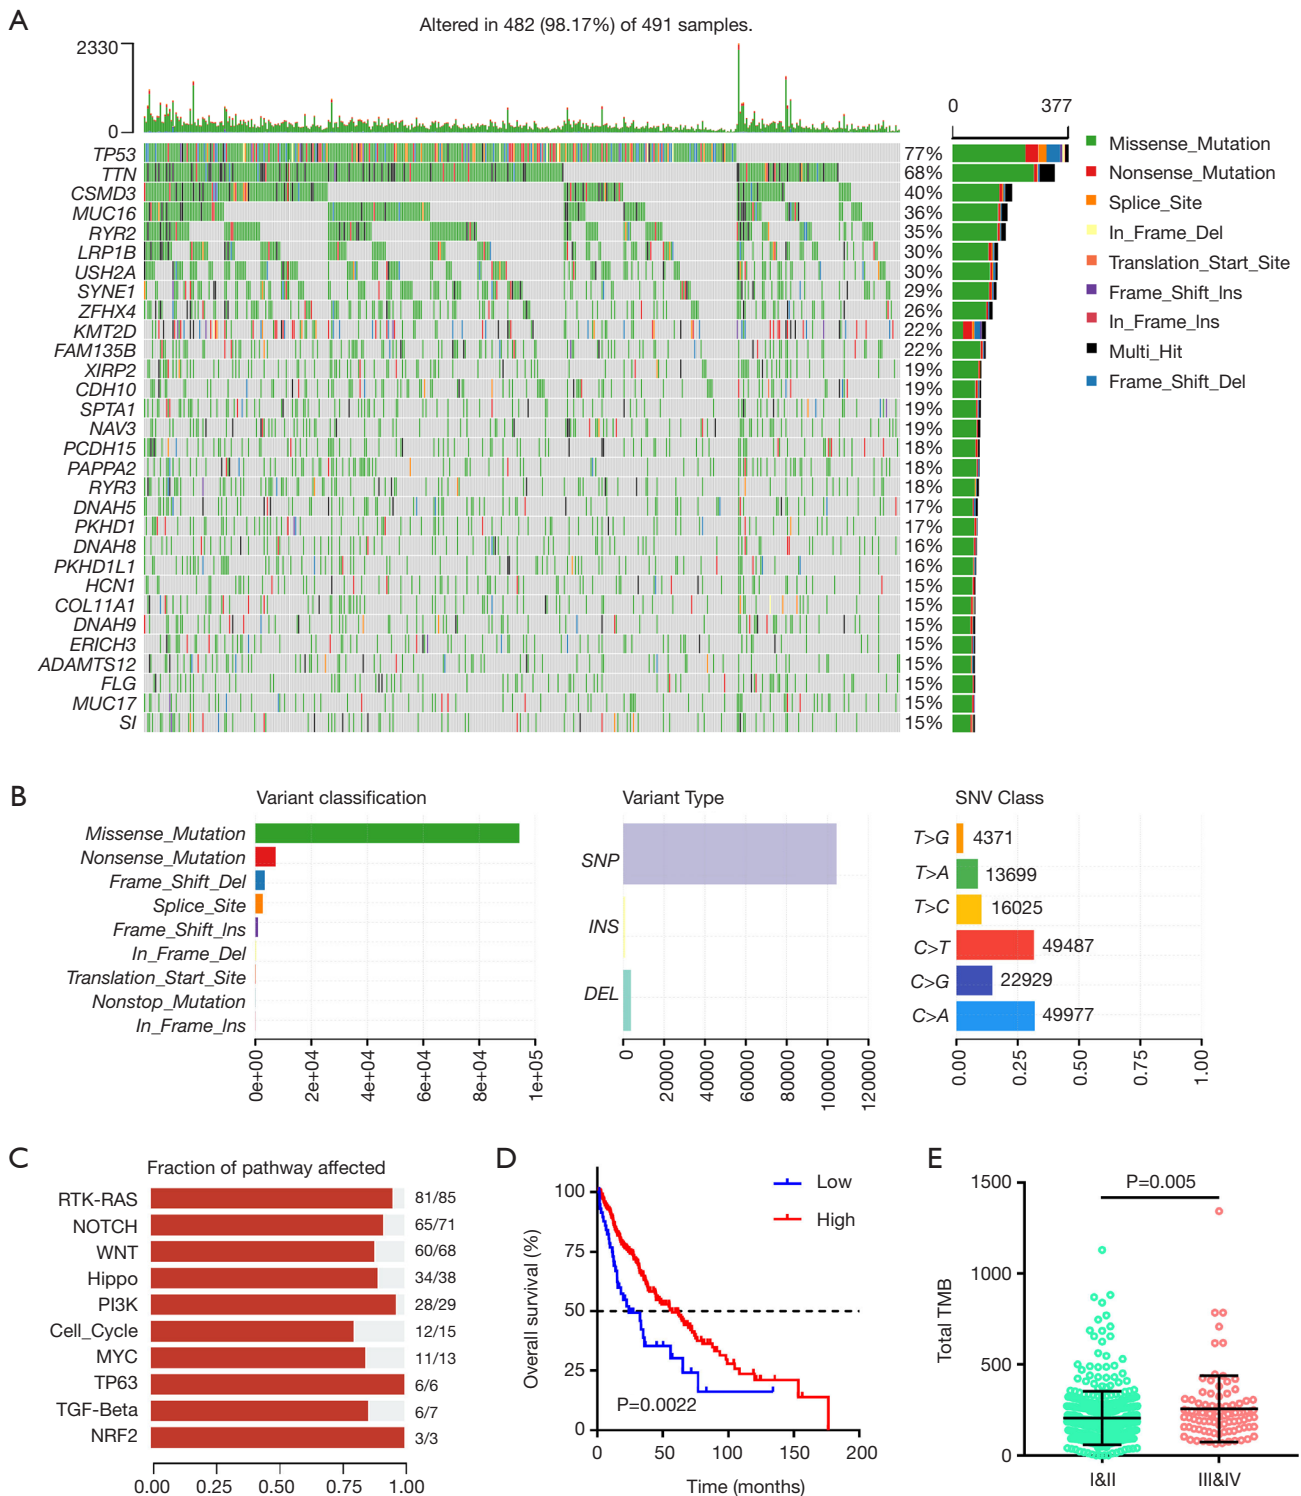 A
Altered in 482 (98.17%) of 491 samples.
2330
0
0 377
TP53 77%
TTN 68%
CSMD3 40%
MUC16 36%
RYR2 35%
LRP1B 30%
USH2A 30%
SYNE1 29%
ZFHX4 26%
KMT2D 22%
FAM135B 22%
XIRP2 19%
CDH10 19%
SPTA1 19%
NAV3 19%
PCDH15 18%
PAPPA2 18%
RYR3 18%
DNAH5 17%
PKHD1 17%
DNAH8 16%
PKHD1L1 16%
HCN1 15%
COL11A1 15%
DNAH9 15%
ERICH3 15%
ADAMTS12 15%
FLG 15%
MUC17 15%
SI 15%
Missense_Mutation
Nonsense_Mutation
Splice_Site
In_Frame_Del
Translation_Start_Site
Frame_Shift_Ins
In_Frame_Ins
Multi_Hit
Frame_Shift_Del
B
Variant classification
Missense_Mutation
Nonsense_Mutation
Frame_Shift_Del
Splice_Site
Frame_Shift_Ins
In_Frame_Del
Translation_Start_Site
Nonstop_Mutation
In_Frame_Ins
0e+00 2e+04 4e+04 6e+04 8e+04 1e+05
Variant Type
SNP
INS
DEL
0 20000 40000 60000 80000 100000 120000
SNV Class
T>G 4371
T>A 13699
T>C 16025
C>T 49487
C>G 22929
C>A 49977
0.00 0.25 0.50 0.75 1.00
C
Fraction of pathway affected
RTK-RAS 81/85
NOTCH 65/71
WNT 60/68
Hippo 34/38
PI3K 28/29
Cell_Cycle 12/15
MYC 11/13
TP63 6/6
TGF-Beta 6/7
NRF2 3/3
0.00 0.25 0.50 0.75 1.00
D
Overall survival (%)
100
75
50
25
0
Low
High
P=0.0022
0 50 100 150 200
Time (months)
E
Total TMB
1500
1000
500
0
P=0.005
I&II III&IV